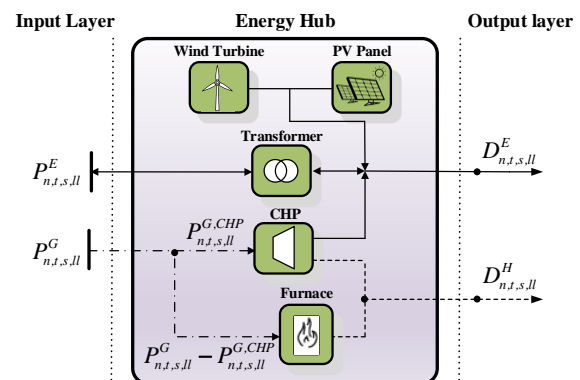 Input Layer
Energy Hub
Output layer
Wind Turbine
PV Panel
Transformer
P^E_{n,t,s,ll}
D^E_{n,t,s,ll}
CHP
P^G_{n,t,s,ll}
P^{G,CHP}_{n,t,s,ll}
D^H_{n,t,s,ll}
Furnace
P^G_{n,t,s,ll} − P^{G,CHP}_{n,t,s,ll}